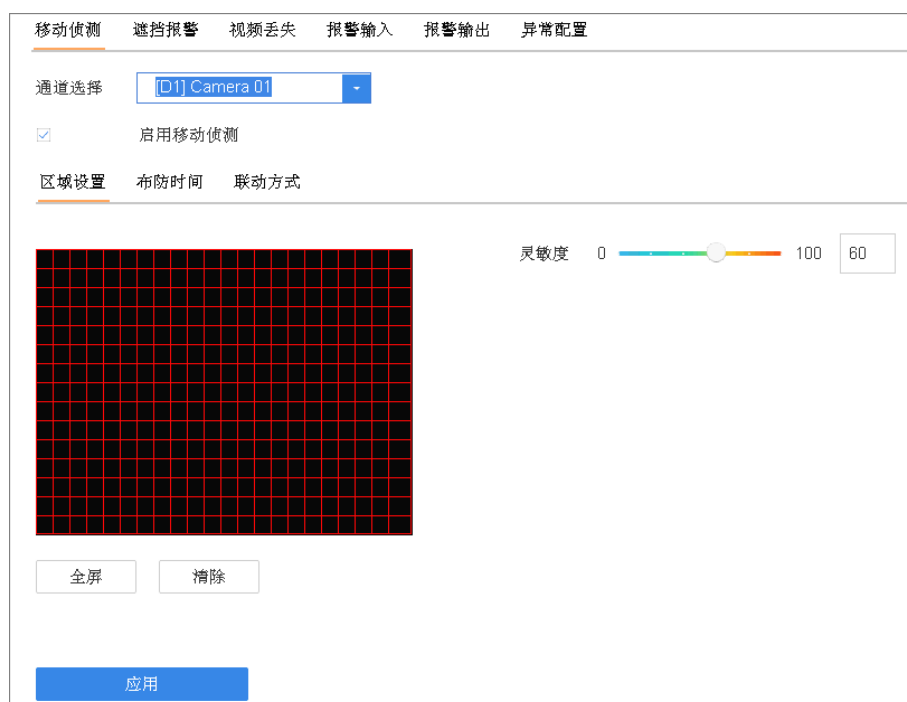 移动侦测 遮挡报警 视频丢失 报警输入 报警输出 异常配置
通道选择 [D1] Camera 01
启用移动侦测
区域设置 布防时间 联动方式
灵敏度 0 100 60
全屏 清除
应用